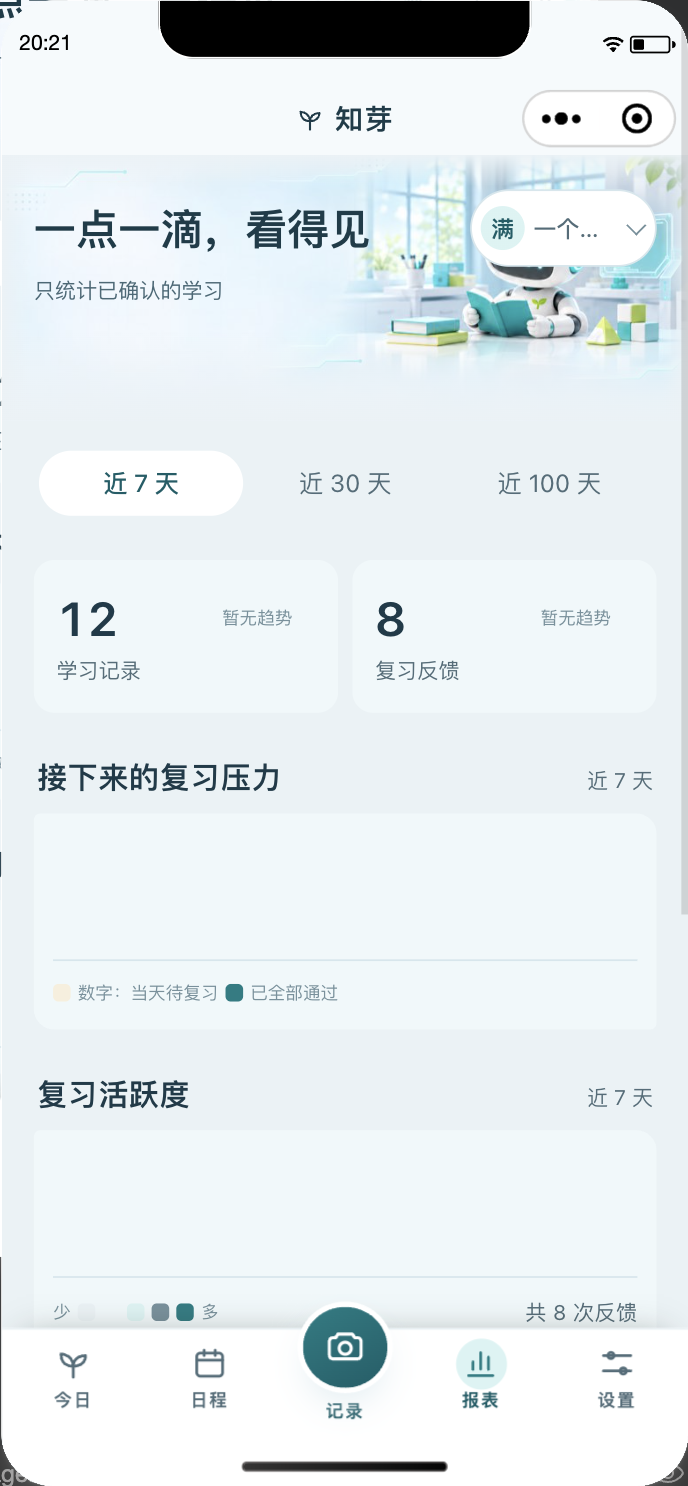 20:21
知芽
一点一滴，看得见
满 一个...
只统计已确认的学习
近 7 天 近 30 天 近 100 天
12 暂无趋势
学习记录
8 暂无趋势
复习反馈
接下来的复习压力 近 7 天
数字：当天待复习 已全部通过
复习活跃度 近 7 天
少 多 共 8 次反馈
今日 日程 记录 报表 设置